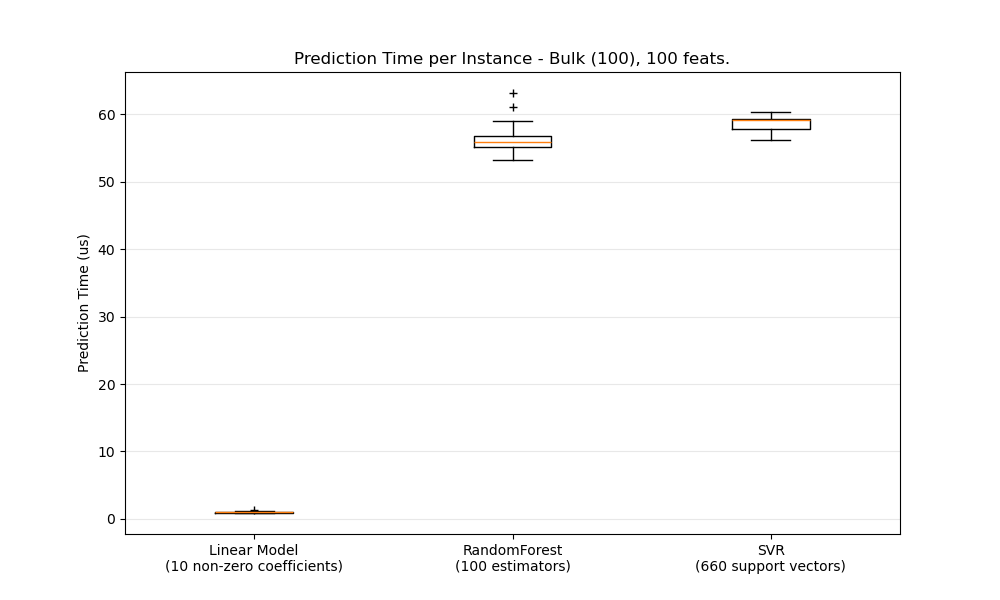 Prediction Time per Instance - Bulk (100), 100 feats.
Prediction Time (us)
60
50
40
30
20
10
0
Linear Model
(10 non-zero coefficients)
RandomForest
(100 estimators)
SVR
(660 support vectors)